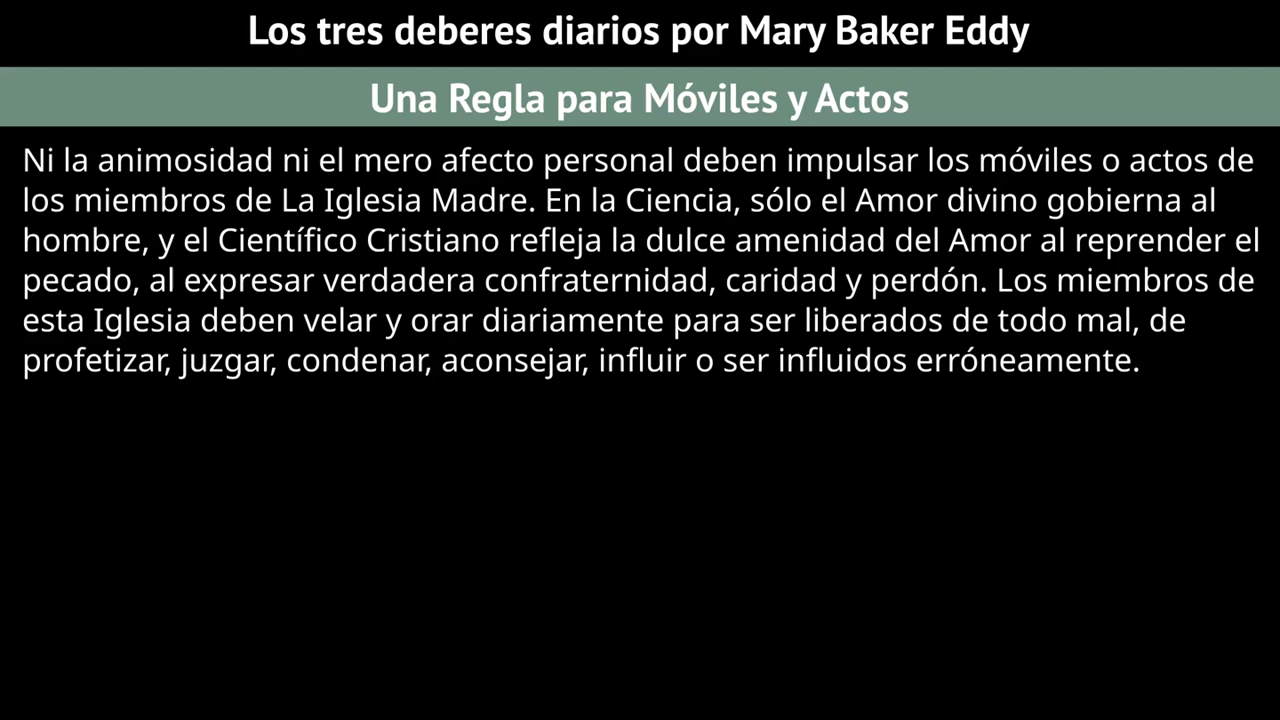 Los tres deberes diarios por Mary Baker Eddy
Una Regla para Móviles y Actos
Ni la animosidad ni el mero afecto personal deben impulsar los móviles o actos de
los miembros de La Iglesia Madre. En la Ciencia, sólo el Amor divino gobierna al
hombre, y el Científico Cristiano refleja la dulce amenidad del Amor al reprender el
pecado, al expresar verdadera confraternidad, caridad y perdón. Los miembros de
esta Iglesia deben velar y orar diariamente para ser liberados de todo mal, de
profetizar, juzgar, condenar, aconsejar, influir o ser influidos erróneamente.